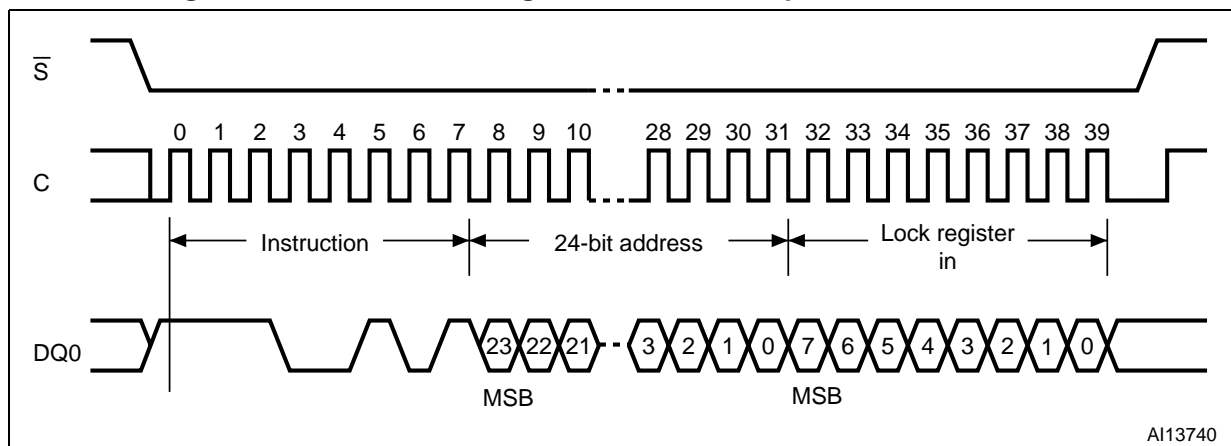 S̅
0 1 2 3 4 5 6 7 8 9 10 28 29 30 31 32 33 34 35 36 37 38 39
C
Instruction 24-bit address Lock register
in
DQ0 23 22 21 3 2 1 0 7 6 5 4 3 2 1 0
MSB MSB
AI13740